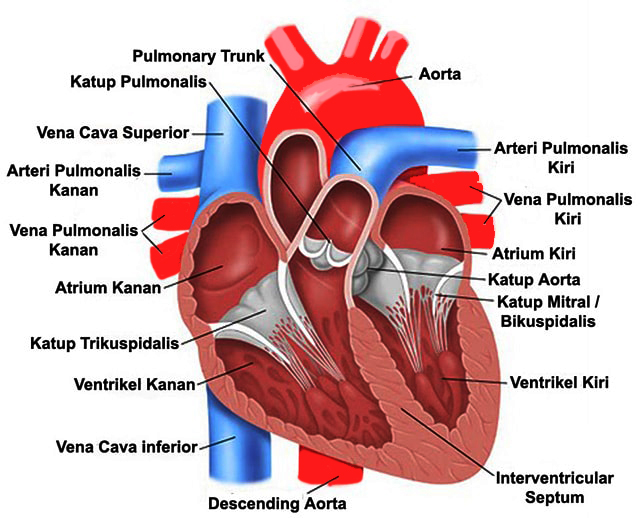 Pulmonary Trunk
Katup Pulmonalis
Aorta
Vena Cava Superior
Arteri Pulmonalis
Kanan
Vena Pulmonalis
Kanan
Atrium Kanan
Katup Trikuspidalis
Ventrikel Kanan
Vena Cava inferior
Descending Aorta
Arteri Pulmonalis
Kiri
Vena Pulmonalis
Kiri
Atrium Kiri
Katup Aorta
Katup Mitral /
Bikuspidalis
Ventrikel Kiri
Interventricular
Septum